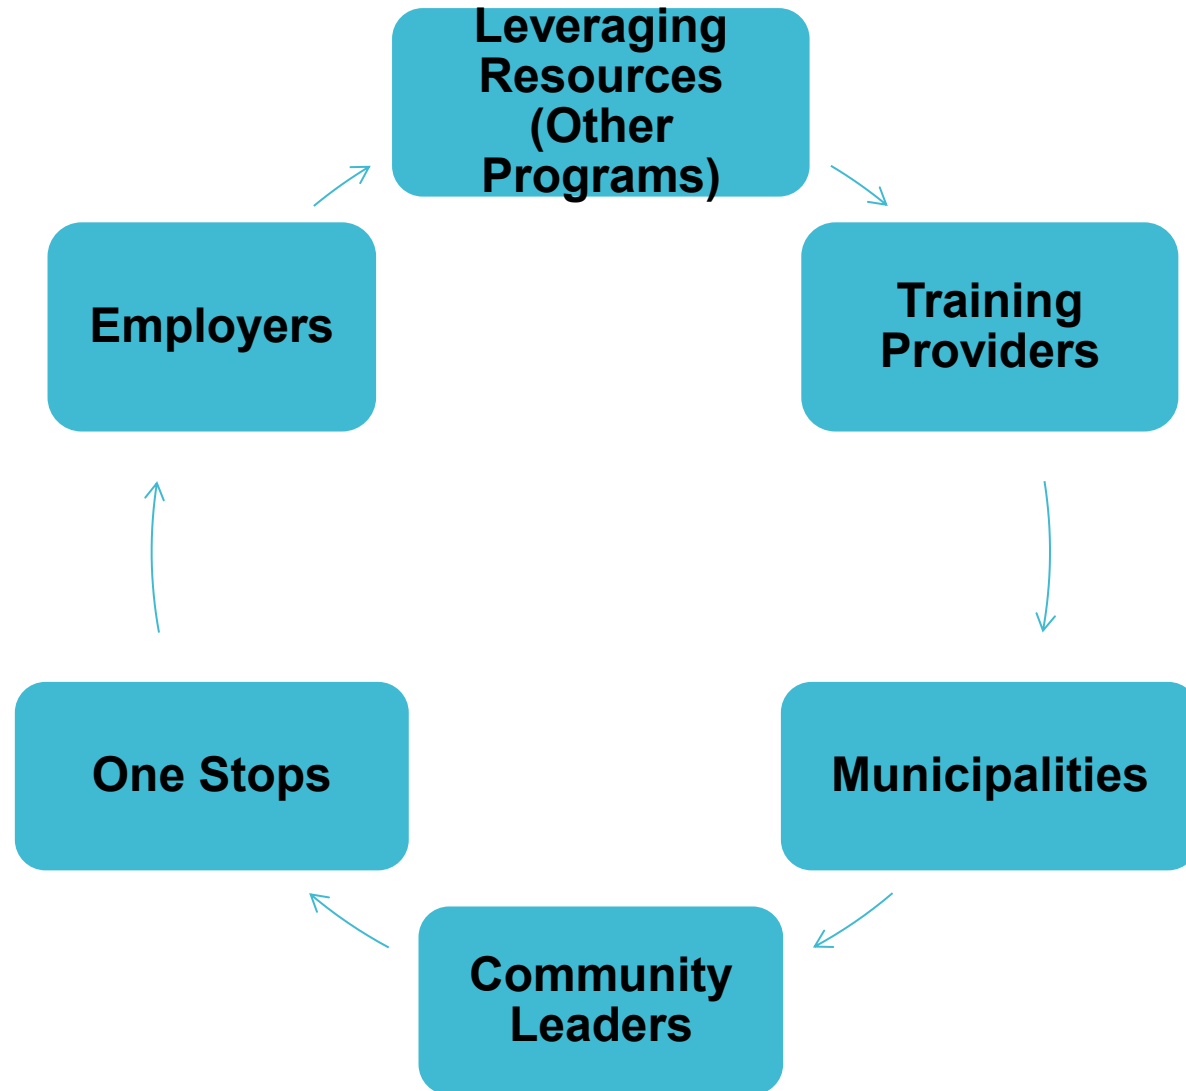 Leveraging
Resources
(Other
Programs)
Training
Providers
Municipalities
Community
Leaders
One Stops
Employers